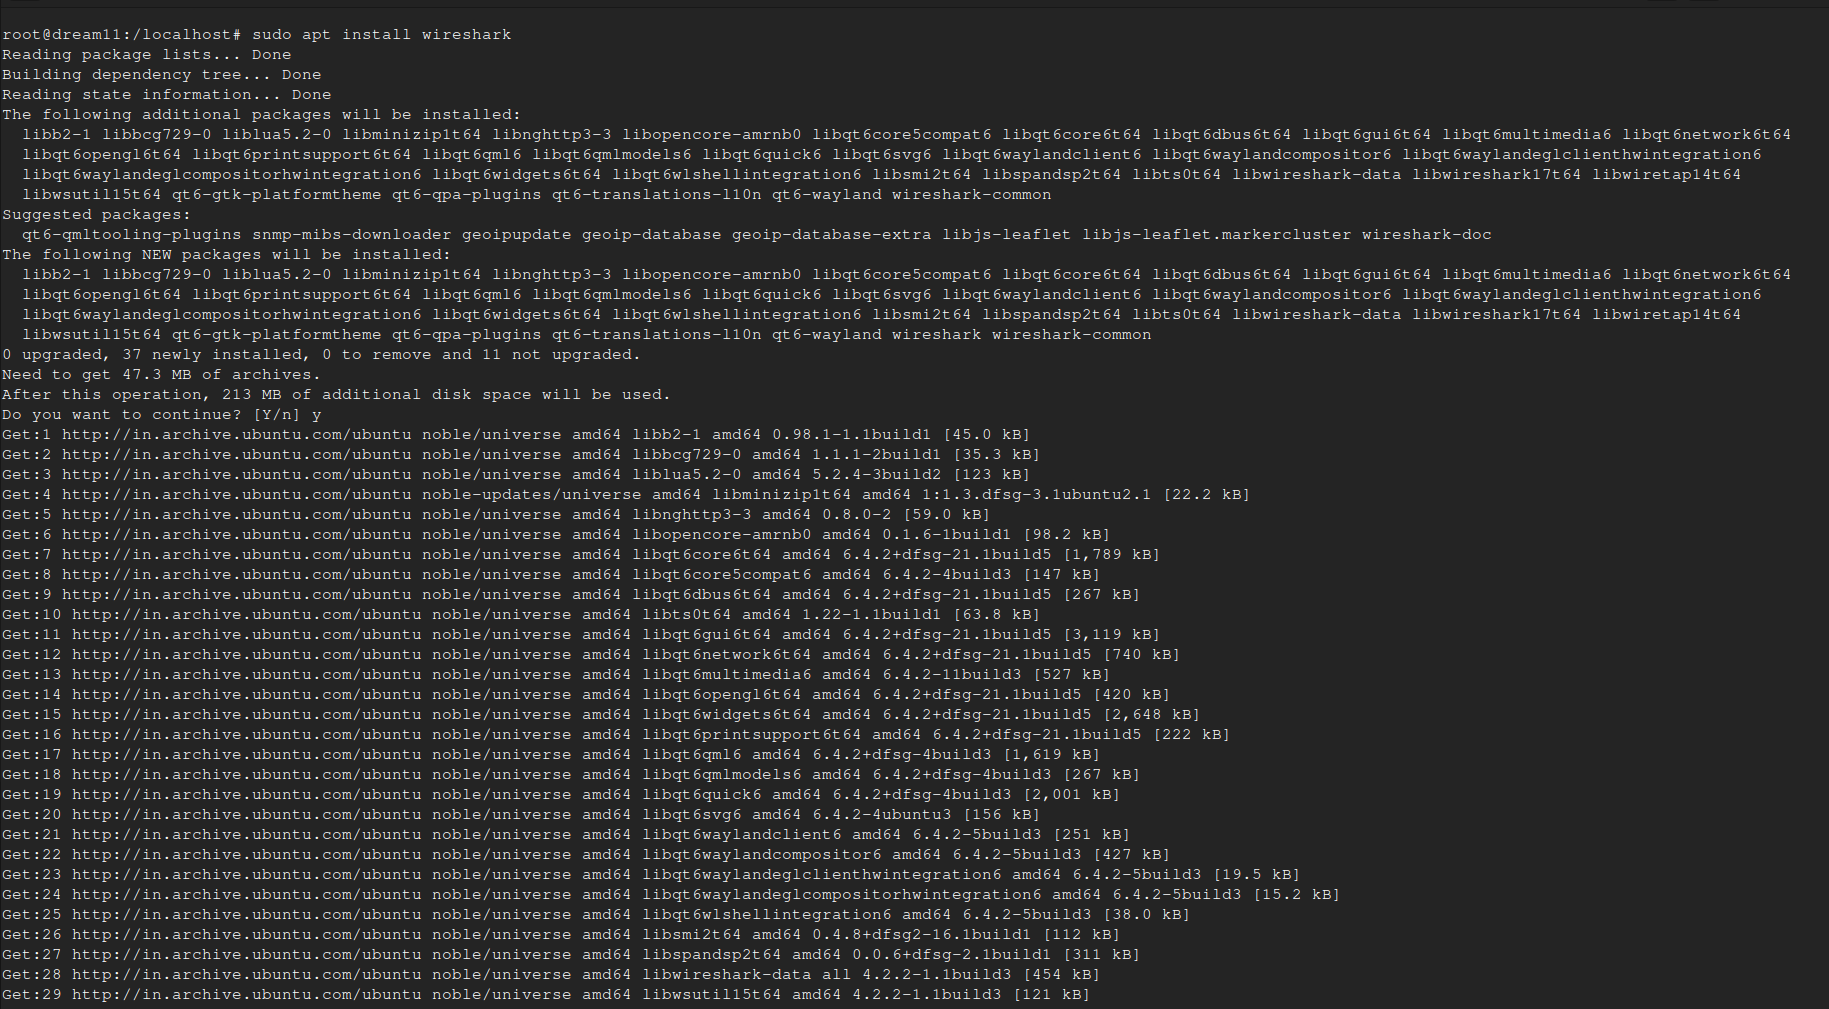 root@dream11:/localhost# sudo apt install wireshark
Reading package lists... Done
Building dependency tree... Done
Reading state information... Done
The following additional packages will be installed:
  libb2-1 libbcg729-0 liblua5.2-0 libminizip1t64 libnghttp3-3 libopencore-amrnb0 libqt6core5compat6 libqt6core6t64 libqt6dbus6t64 libqt6gui6t64 libqt6multimedia6 libqt6network6t64
  libqt6opengl6t64 libqt6printsupport6t64 libqt6qml6 libqt6qmlmodels6 libqt6quick6 libqt6svg6 libqt6waylandclient6 libqt6waylandcompositor6 libqt6waylandeglclienthwintegration6
  libqt6waylandeglcompositorhwintegration6 libqt6widgets6t64 libqt6wlshellintegration6 libsmi2t64 libspandsp2t64 libts0t64 libwireshark-data libwireshark17t64 libwiretap14t64
  libwsutil15t64 qt6-gtk-platformtheme qt6-qpa-plugins qt6-translations-l10n qt6-wayland wireshark-common
Suggested packages:
  qt6-qmltooling-plugins snmp-mibs-downloader geoipupdate geoip-database geoip-database-extra libjs-leaflet libjs-leaflet.markercluster wireshark-doc
The following NEW packages will be installed:
  libb2-1 libbcg729-0 liblua5.2-0 libminizip1t64 libnghttp3-3 libopencore-amrnb0 libqt6core5compat6 libqt6core6t64 libqt6dbus6t64 libqt6gui6t64 libqt6multimedia6 libqt6network6t64
  libqt6opengl6t64 libqt6printsupport6t64 libqt6qml6 libqt6qmlmodels6 libqt6quick6 libqt6svg6 libqt6waylandclient6 libqt6waylandcompositor6 libqt6waylandeglclienthwintegration6
  libqt6waylandeglcompositorhwintegration6 libqt6widgets6t64 libqt6wlshellintegration6 libsmi2t64 libspandsp2t64 libts0t64 libwireshark-data libwireshark17t64 libwiretap14t64
  libwsutil15t64 qt6-gtk-platformtheme qt6-qpa-plugins qt6-translations-l10n qt6-wayland wireshark wireshark-common
0 upgraded, 37 newly installed, 0 to remove and 11 not upgraded.
Need to get 47.3 MB of archives.
After this operation, 213 MB of additional disk space will be used.
Do you want to continue? [Y/n] y
Get:1 http://in.archive.ubuntu.com/ubuntu noble/universe amd64 libb2-1 amd64 0.98.1-1.1build1 [45.0 kB]
Get:2 http://in.archive.ubuntu.com/ubuntu noble/universe amd64 libbcg729-0 amd64 1.1.1-2build1 [35.3 kB]
Get:3 http://in.archive.ubuntu.com/ubuntu noble/universe amd64 liblua5.2-0 amd64 5.2.4-3build2 [123 kB]
Get:4 http://in.archive.ubuntu.com/ubuntu noble-updates/universe amd64 libminizip1t64 amd64 1:1.3.dfsg-3.1ubuntu2.1 [22.2 kB]
Get:5 http://in.archive.ubuntu.com/ubuntu noble/universe amd64 libnghttp3-3 amd64 0.8.0-2 [59.0 kB]
Get:6 http://in.archive.ubuntu.com/ubuntu noble/universe amd64 libopencore-amrnb0 amd64 0.1.6-1build1 [98.2 kB]
Get:7 http://in.archive.ubuntu.com/ubuntu noble/universe amd64 libqt6core6t64 amd64 6.4.2+dfsg-21.1build5 [1,789 kB]
Get:8 http://in.archive.ubuntu.com/ubuntu noble/universe amd64 libqt6core5compat6 amd64 6.4.2-4build3 [147 kB]
Get:9 http://in.archive.ubuntu.com/ubuntu noble/universe amd64 libqt6dbus6t64 amd64 6.4.2+dfsg-21.1build5 [267 kB]
Get:10 http://in.archive.ubuntu.com/ubuntu noble/universe amd64 libts0t64 amd64 1.22-1.1build1 [63.8 kB]
Get:11 http://in.archive.ubuntu.com/ubuntu noble/universe amd64 libqt6gui6t64 amd64 6.4.2+dfsg-21.1build5 [3,119 kB]
Get:12 http://in.archive.ubuntu.com/ubuntu noble/universe amd64 libqt6network6t64 amd64 6.4.2+dfsg-21.1build5 [740 kB]
Get:13 http://in.archive.ubuntu.com/ubuntu noble/universe amd64 libqt6multimedia6 amd64 6.4.2-11build3 [527 kB]
Get:14 http://in.archive.ubuntu.com/ubuntu noble/universe amd64 libqt6opengl6t64 amd64 6.4.2+dfsg-21.1build5 [420 kB]
Get:15 http://in.archive.ubuntu.com/ubuntu noble/universe amd64 libqt6widgets6t64 amd64 6.4.2+dfsg-21.1build5 [2,648 kB]
Get:16 http://in.archive.ubuntu.com/ubuntu noble/universe amd64 libqt6printsupport6t64 amd64 6.4.2+dfsg-21.1build5 [222 kB]
Get:17 http://in.archive.ubuntu.com/ubuntu noble/universe amd64 libqt6qml6 amd64 6.4.2+dfsg-4build3 [1,619 kB]
Get:18 http://in.archive.ubuntu.com/ubuntu noble/universe amd64 libqt6qmlmodels6 amd64 6.4.2+dfsg-4build3 [267 kB]
Get:19 http://in.archive.ubuntu.com/ubuntu noble/universe amd64 libqt6quick6 amd64 6.4.2+dfsg-4build3 [2,001 kB]
Get:20 http://in.archive.ubuntu.com/ubuntu noble/universe amd64 libqt6svg6 amd64 6.4.2-4ubuntu3 [156 kB]
Get:21 http://in.archive.ubuntu.com/ubuntu noble/universe amd64 libqt6waylandclient6 amd64 6.4.2-5build3 [251 kB]
Get:22 http://in.archive.ubuntu.com/ubuntu noble/universe amd64 libqt6waylandcompositor6 amd64 6.4.2-5build3 [427 kB]
Get:23 http://in.archive.ubuntu.com/ubuntu noble/universe amd64 libqt6waylandeglclienthwintegration6 amd64 6.4.2-5build3 [19.5 kB]
Get:24 http://in.archive.ubuntu.com/ubuntu noble/universe amd64 libqt6waylandeglcompositorhwintegration6 amd64 6.4.2-5build3 [15.2 kB]
Get:25 http://in.archive.ubuntu.com/ubuntu noble/universe amd64 libqt6wlshellintegration6 amd64 6.4.2-5build3 [38.0 kB]
Get:26 http://in.archive.ubuntu.com/ubuntu noble/universe amd64 libsmi2t64 amd64 0.4.8+dfsg2-16.1build1 [112 kB]
Get:27 http://in.archive.ubuntu.com/ubuntu noble/universe amd64 libspandsp2t64 amd64 0.0.6+dfsg-2.1build1 [311 kB]
Get:28 http://in.archive.ubuntu.com/ubuntu noble/universe amd64 libwireshark-data all 4.2.2-1.1build3 [454 kB]
Get:29 http://in.archive.ubuntu.com/ubuntu noble/universe amd64 libwsutil15t64 amd64 4.2.2-1.1build3 [121 kB]